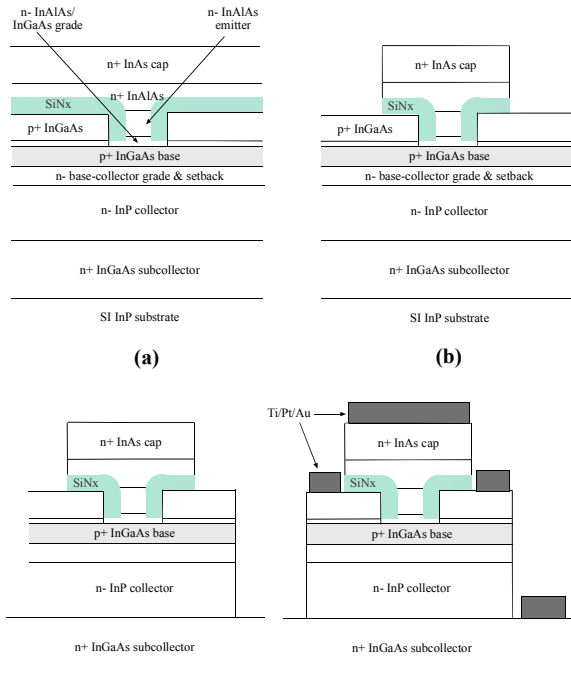 n- InAlAs/
InGaAs grade
n- InAlAs
emitter
n+ InAs cap
n+ InAlAs
SiNx
p+ InGaAs
p+ InGaAs base
n- base-collector grade & setback
n- InP collector
n+ InGaAs subcollector
SI InP substrate
(a)
n+ InAs cap
SiNx
p+ InGaAs
p+ InGaAs base
n- base-collector grade & setback
n- InP collector
n+ InGaAs subcollector
SI InP substrate
(b)
n+ InAs cap
SiNx
p+ InGaAs base
n- InP collector
n+ InGaAs subcollector
Ti/Pt/Au
n+ InAs cap
SiNx
p+ InGaAs base
n- InP collector
n+ InGaAs subcollector